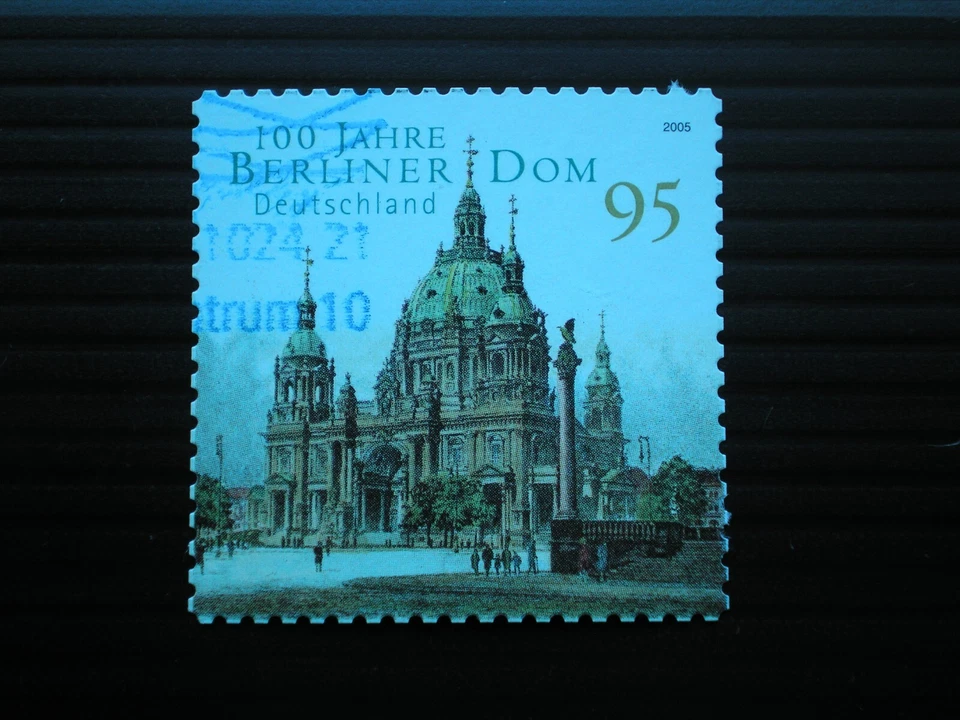 100 JAHRE
BERLINER DOM
Deutschland
95
2005
1024 21
trum 10